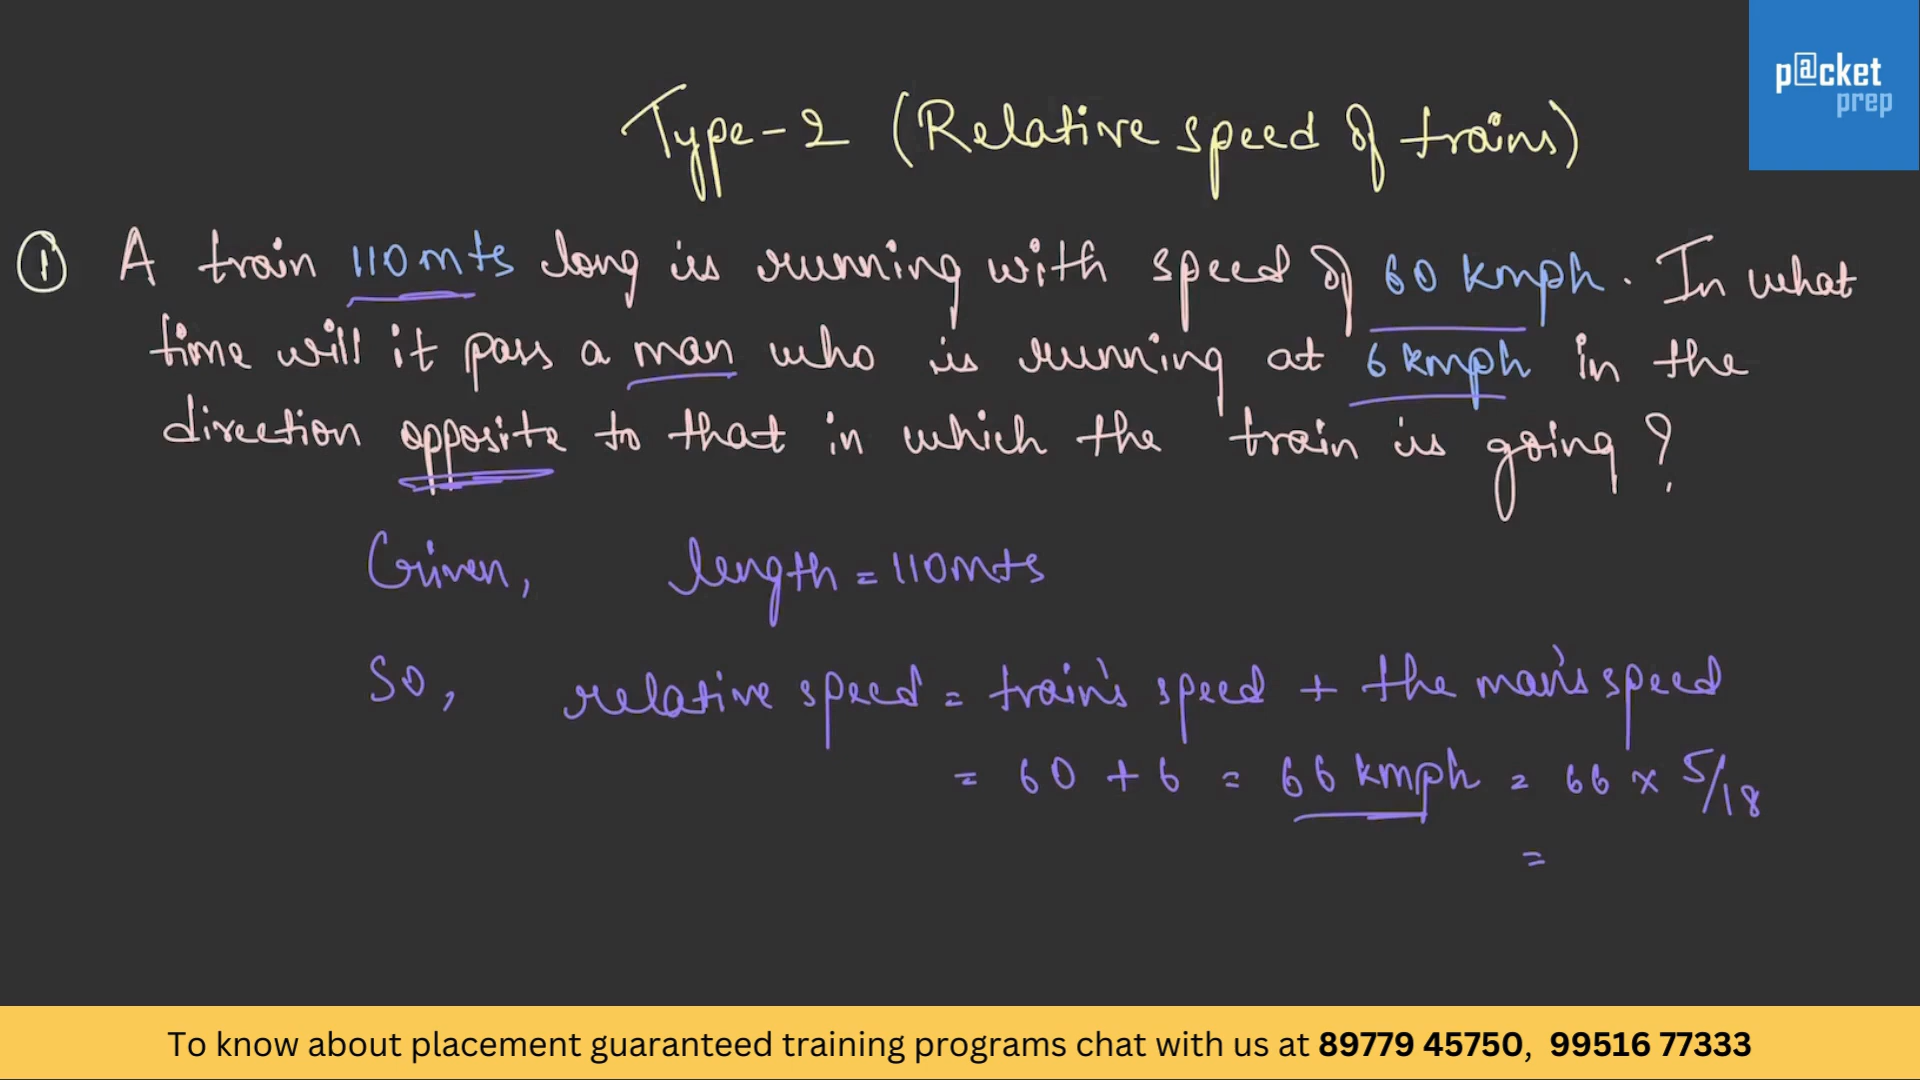 p@cket
prep
Type-2 (Relative speed of trains)
① A train 110 mts long is running with speed of 60 kmph. In what
time will it pass a man who is running at 6 kmph in the
direction opposite to that in which the train is going?
Given, length = 110mts
So, relative speed = train's speed + the man's speed
= 60 + 6 = 66 kmph = 66 × 5/18
=
To know about placement guaranteed training programs chat with us at 89779 45750, 99516 77333